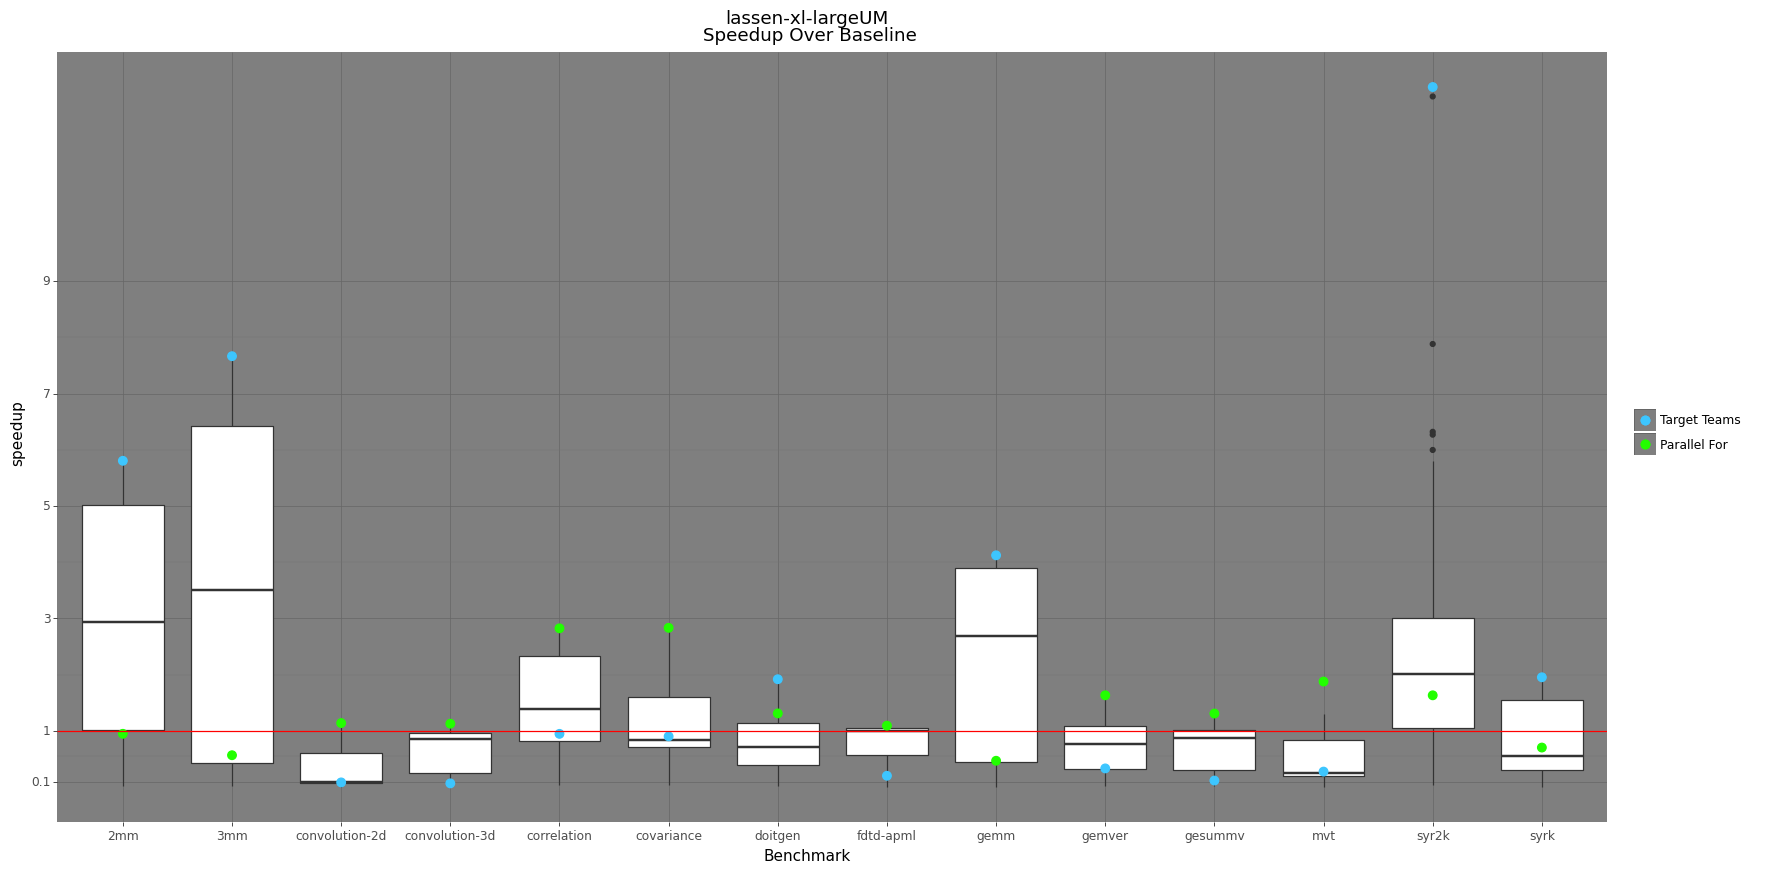 lassen-xl-largeUM
Speedup Over Baseline
speedup
9
7
5
3
1
0.1
2mm
3mm
convolution-2d
convolution-3d
correlation
covariance
doitgen
fdtd-apml
gemm
gemver
gesummv
mvt
syr2k
syrk
Benchmark
Target Teams
Parallel For